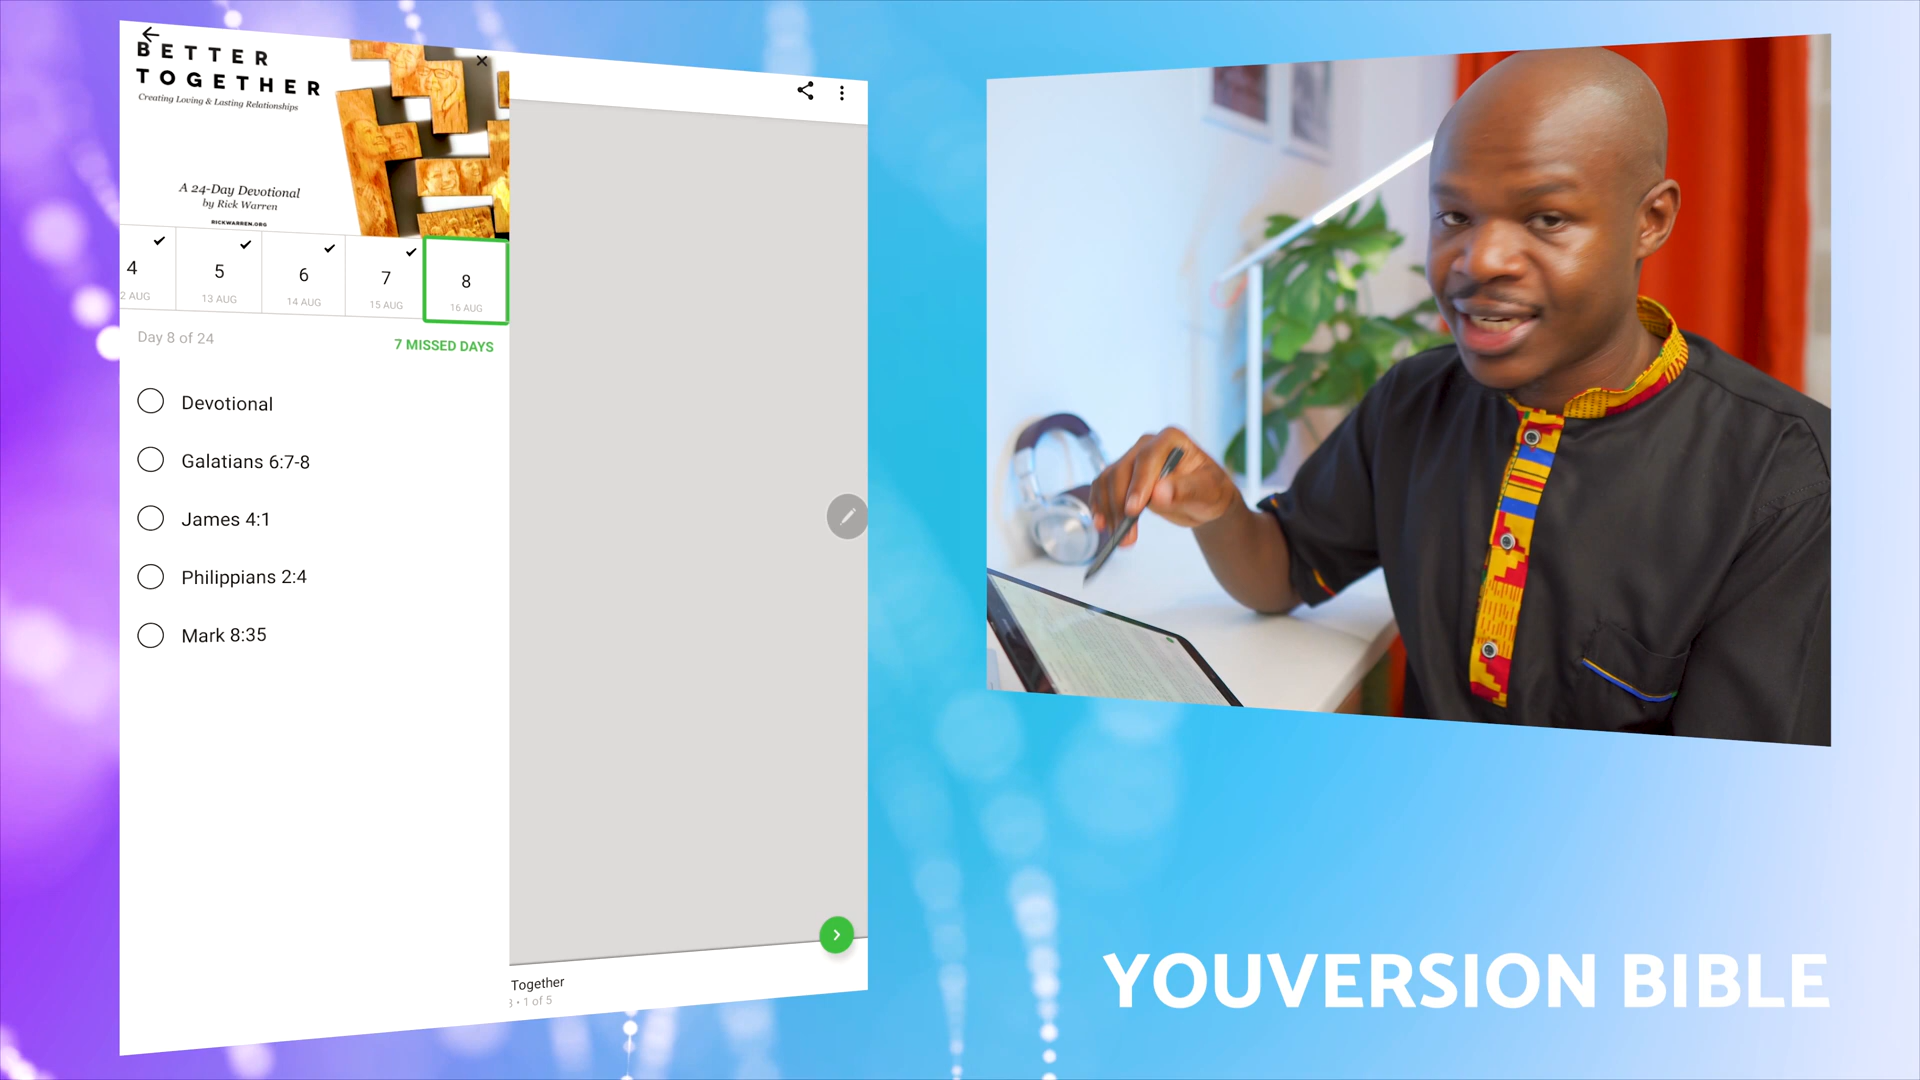 BETTER
TOGETHER
Creating Loving & Lasting Relationships
A 24-Day Devotional
by Rick Warren
RICKWARREN.ORG
4 5 6 7 8
2 AUG 13 AUG 14 AUG 15 AUG 16 AUG
Day 8 of 24 7 MISSED DAYS
Devotional
Galatians 6:7-8
James 4:1
Philippians 2:4
Mark 8:35
Together
• 1 of 5
YOUVERSION BIBLE